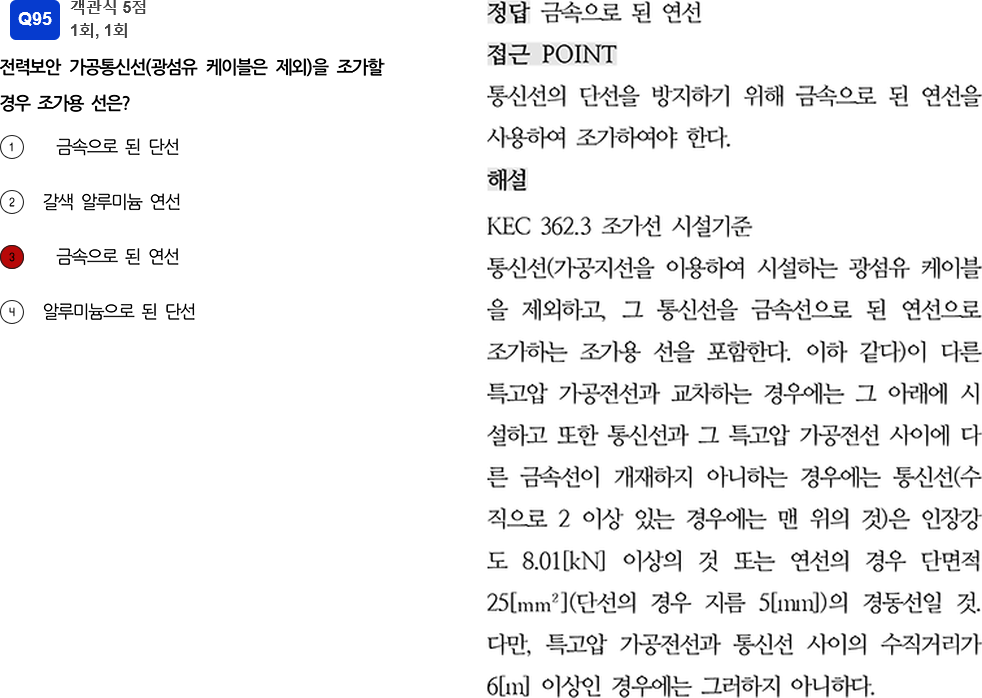 Q95
객관식 5점
1회, 1회
전력보안 가공통신선(광섬유 케이블은 제외)을 조가할
경우 조가용 선은?
1 금속으로 된 단선
2 갈색 알루미늄 연선
3 금속으로 된 연선
4 알루미늄으로 된 단선
정답 금속으로 된 연선
접근 POINT
통신선의 단선을 방지하기 위해 금속으로 된 연선을
사용하여 조가하여야 한다.
해설
KEC 362.3 조가선 시설기준
통신선(가공지선을 이용하여 시설하는 광섬유 케이블
을 제외하고, 그 통신선을 금속선으로 된 연선으로
조가하는 조가용 선을 포함한다. 이하 같다)이 다른
특고압 가공전선과 교차하는 경우에는 그 아래에 시
설하고 또한 통신선과 그 특고압 가공전선 사이에 다
른 금속선이 개재하지 아니하는 경우에는 통신선(수
직으로 2 이상 있는 경우에는 맨 위의 것)은 인장강
도 8.01[kN] 이상의 것 또는 연선의 경우 단면적
25[mm²](단선의 경우 지름 5[mm])의 경동선일 것.
다만, 특고압 가공전선과 통신선 사이의 수직거리가
6[m] 이상인 경우에는 그러하지 아니하다.